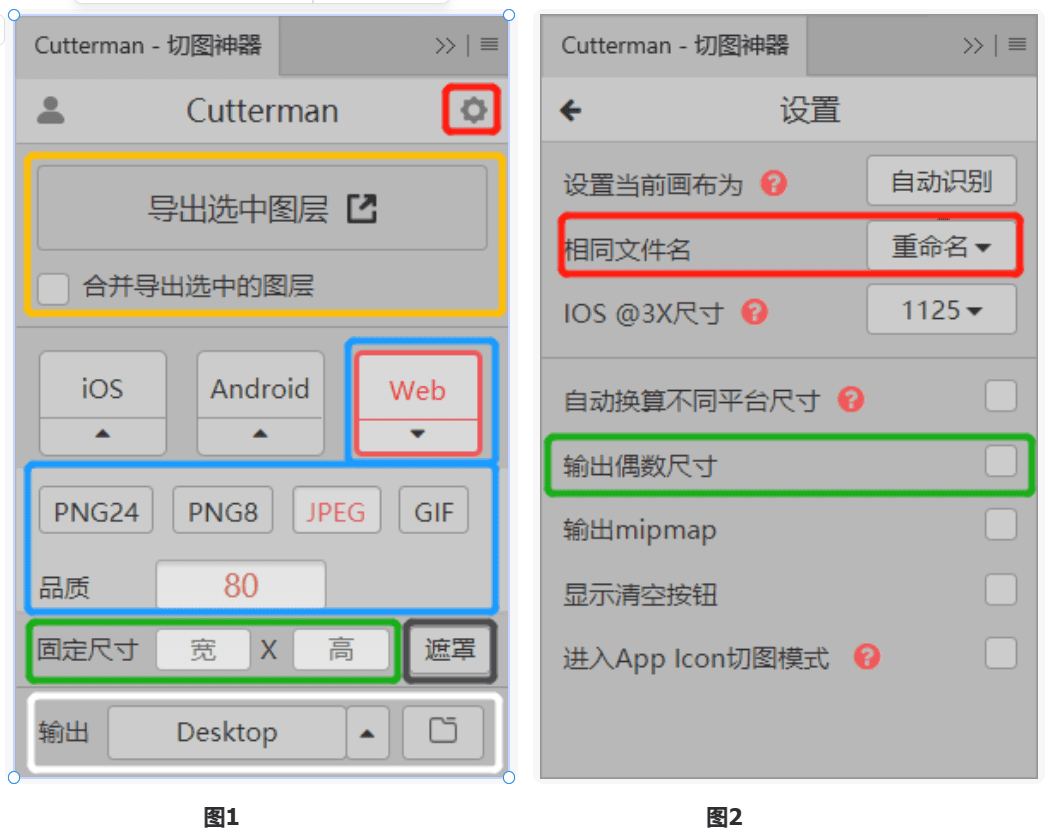 Cutterman - 切图神器
Cutterman
导出选中图层
合并导出选中的图层
iOS
Android
Web
PNG24
PNG8
JPEG
GIF
品质
80
固定尺寸
宽
X
高
遮罩
输出
Desktop
图1
Cutterman - 切图神器
设置
设置当前画布为
?
自动识别
相同文件名
重命名
IOS @3X尺寸
?
1125
自动换算不同平台尺寸
?
输出偶数尺寸
输出mipmap
显示清空按钮
进入App Icon切图模式
?
图2